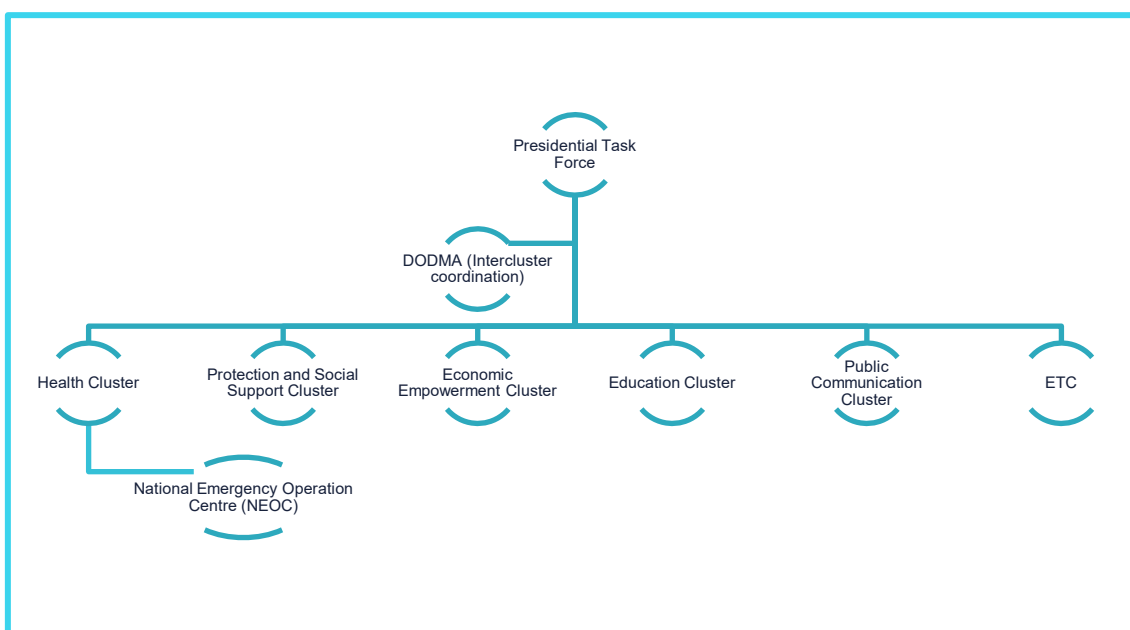 Presidential Task
Force
DODMA (Intercluster
coordination)
Health Cluster
Protection and Social
Support Cluster
Economic
Empowerment Cluster
Education Cluster
Public
Communication
Cluster
ETC
National Emergency Operation
Centre (NEOC)